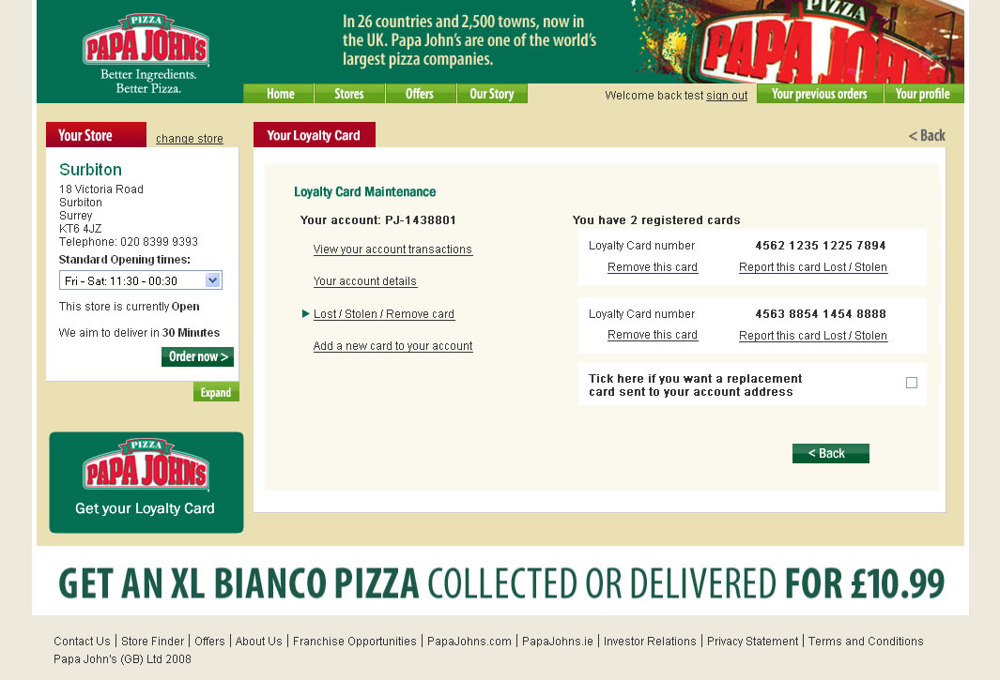 PIZZA
PAPA JOHNS
Better Ingredients.
Better Pizza.
In 26 countries and 2,500 towns, now in
the UK. Papa John's are one of the world's
largest pizza companies.
PIZZA
PAPA JOHNS
Home
Stores
Offers
Our Story
Welcome back test sign out
Your previous orders
Your profile
Your Store
change store
Surbiton
18 Victoria Road
Surbiton
Surrey
KT6 4JZ
Telephone: 020 8399 9393
Standard Opening times:
Fri - Sat: 11:30 - 00:30
This store is currently Open
We aim to deliver in 30 Minutes
Order now >
Expand
PIZZA
PAPA JOHNS
Get your Loyalty Card
Your Loyalty Card
< Back
Loyalty Card Maintenance
Your account: PJ-1438801
View your account transactions
Your account details
Lost / Stolen / Remove card
Add a new card to your account
You have 2 registered cards
Loyalty Card number 4562 1235 1225 7894
Remove this card Report this card Lost / Stolen
Loyalty Card number 4563 8854 1454 8888
Remove this card Report this card Lost / Stolen
Tick here if you want a replacement
card sent to your account address
< Back
GET AN XL BIANCO PIZZA COLLECTED OR DELIVERED FOR £10.99
Contact Us | Store Finder | Offers | About Us | Franchise Opportunities | PapaJohns.com | PapaJohns.ie | Investor Relations | Privacy Statement | Terms and Conditions
Papa John's (GB) Ltd 2008